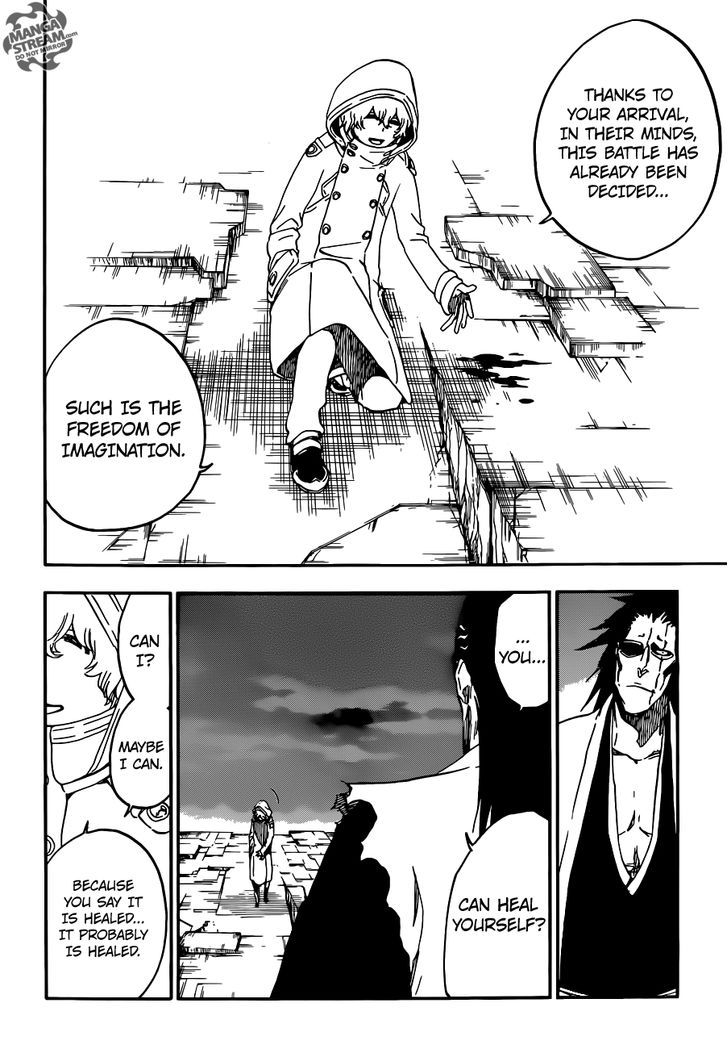 MANGA
STREAM.com
DO NOT MIRROR
THANKS TO
YOUR ARRIVAL,
IN THEIR MINDS,
THIS BATTLE HAS
ALREADY BEEN
DECIDED...
SUCH IS THE
FREEDOM OF
IMAGINATION.
...
YOU...
CAN HEAL
YOURSELF?
CAN
I?
MAYBE
I CAN.
BECAUSE
YOU SAY IT
IS HEALED...
IT PROBABLY
IS HEALED.